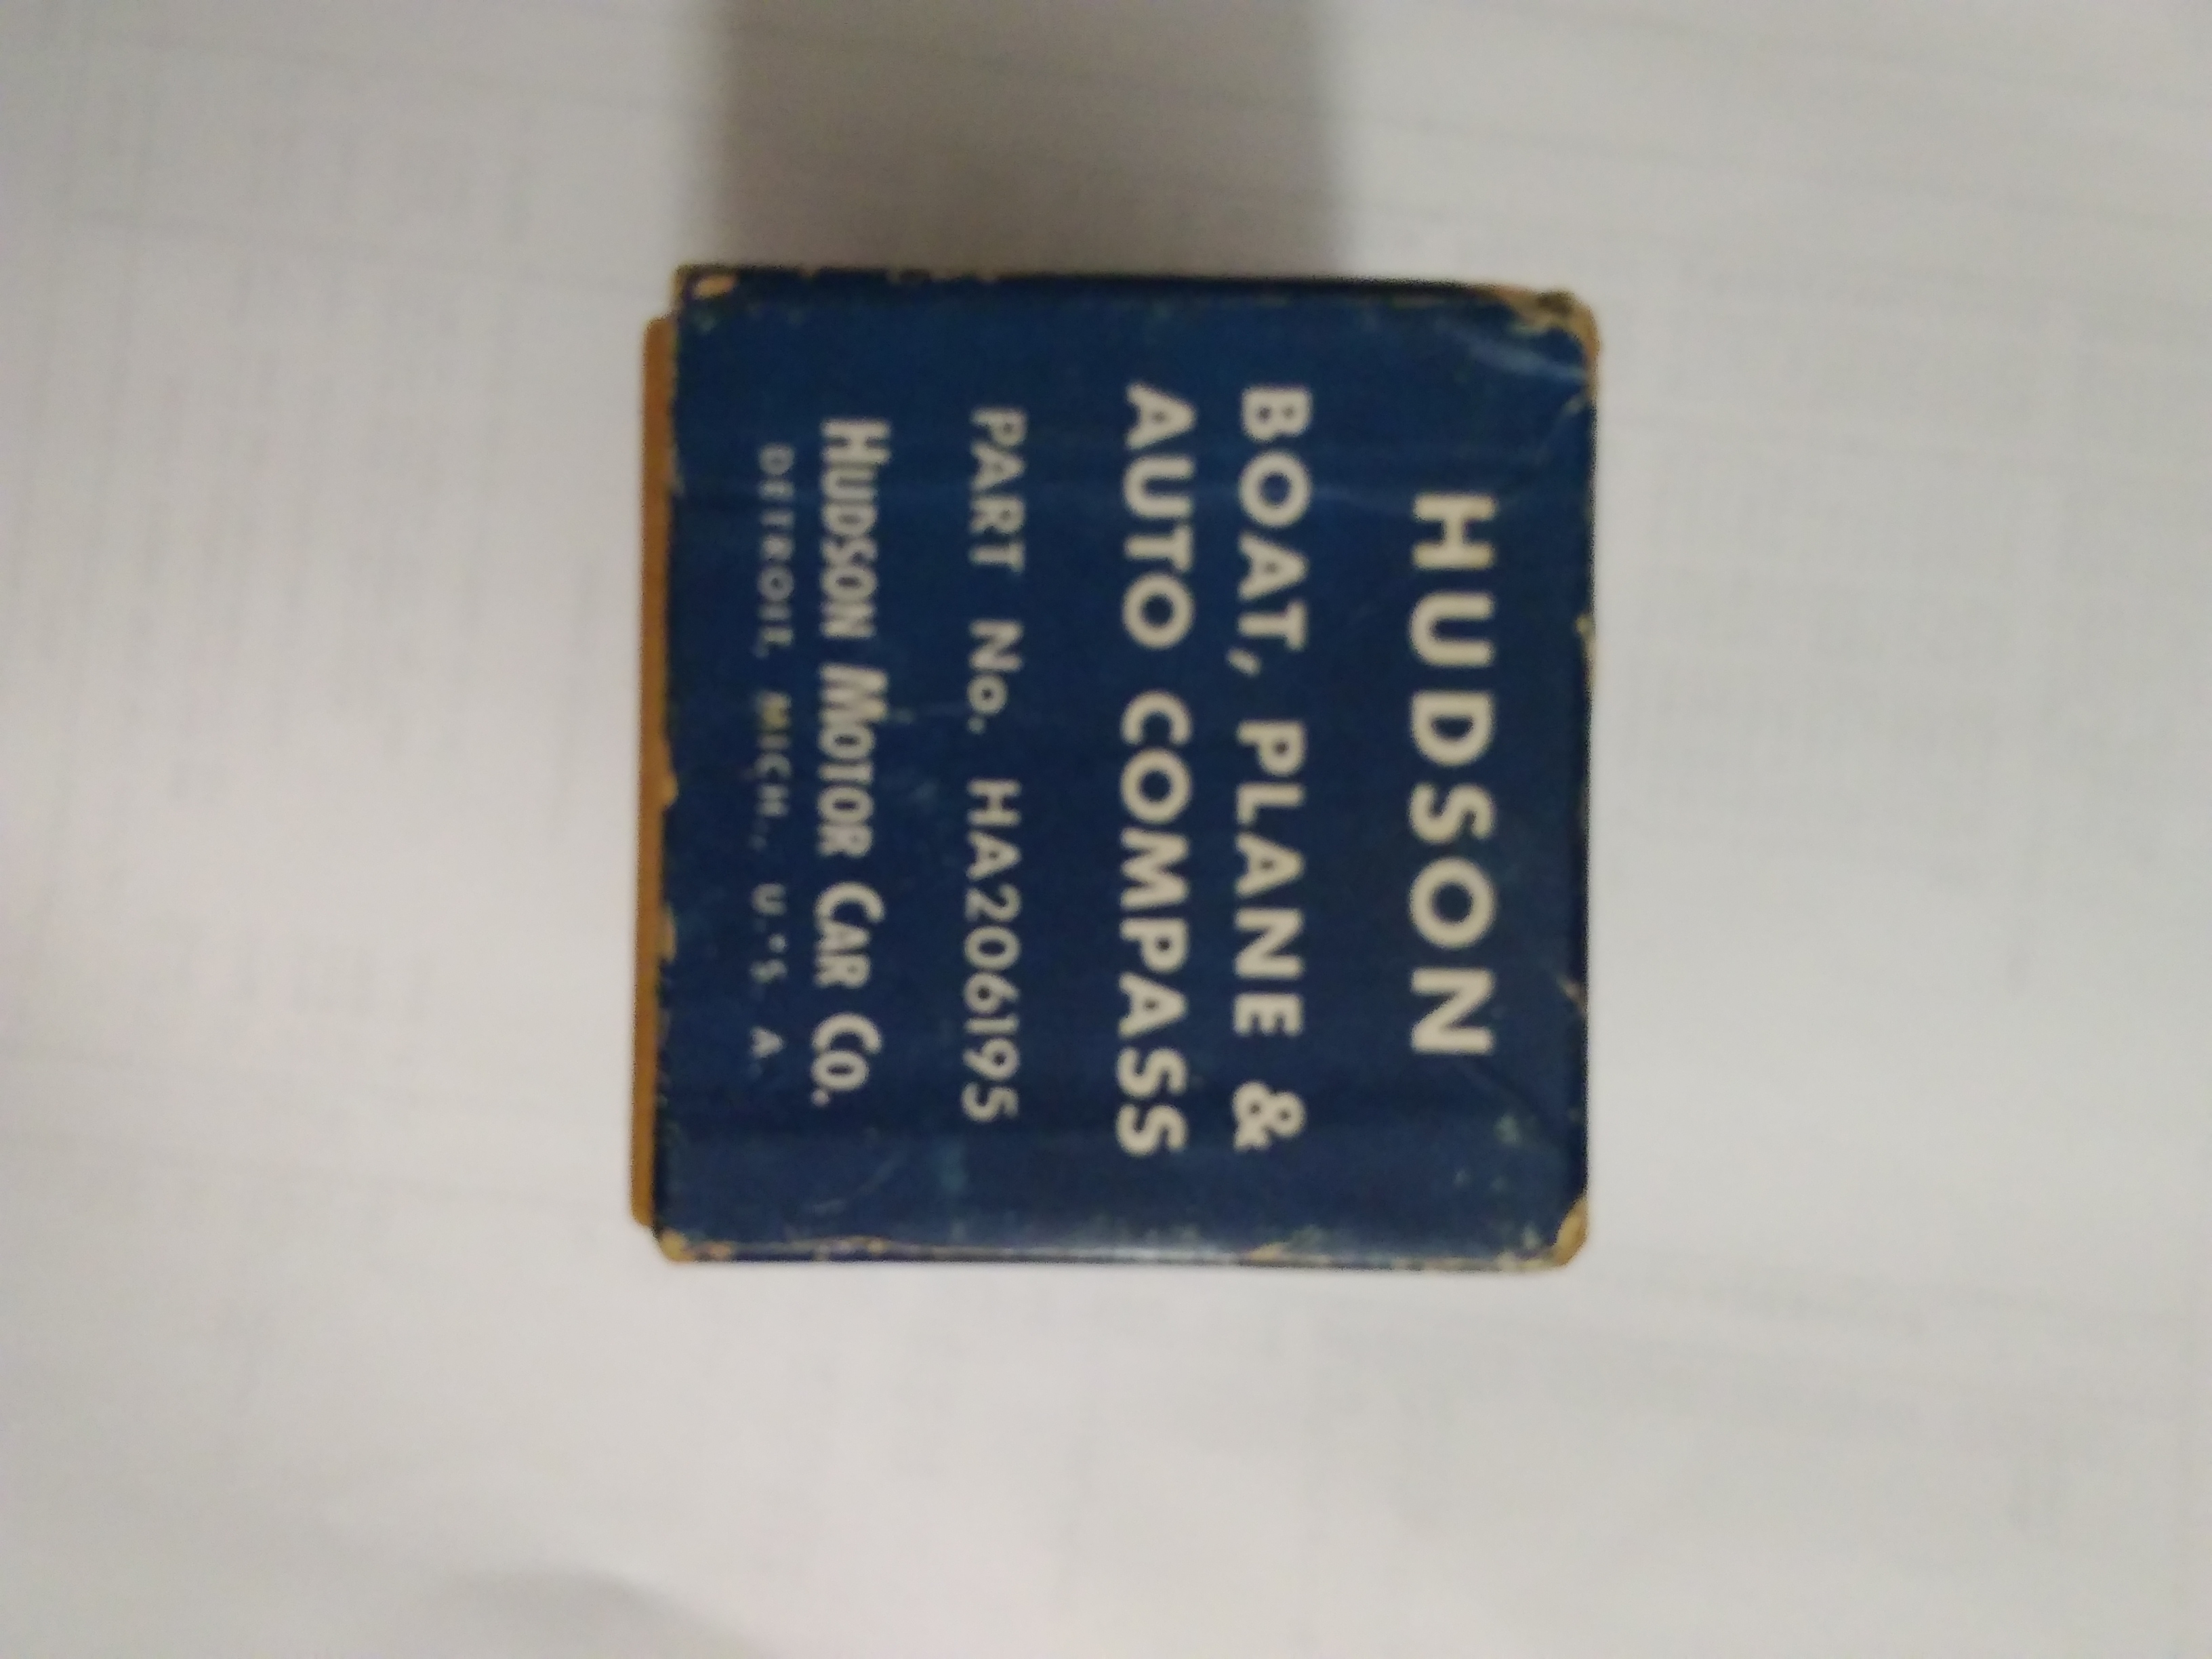 HUDSON
BOAT, PLANE &
AUTO COMPASS
PART No. HA206195
HUDSON MOTOR CAR CO.
DETROIT, MICH., U. S. A.